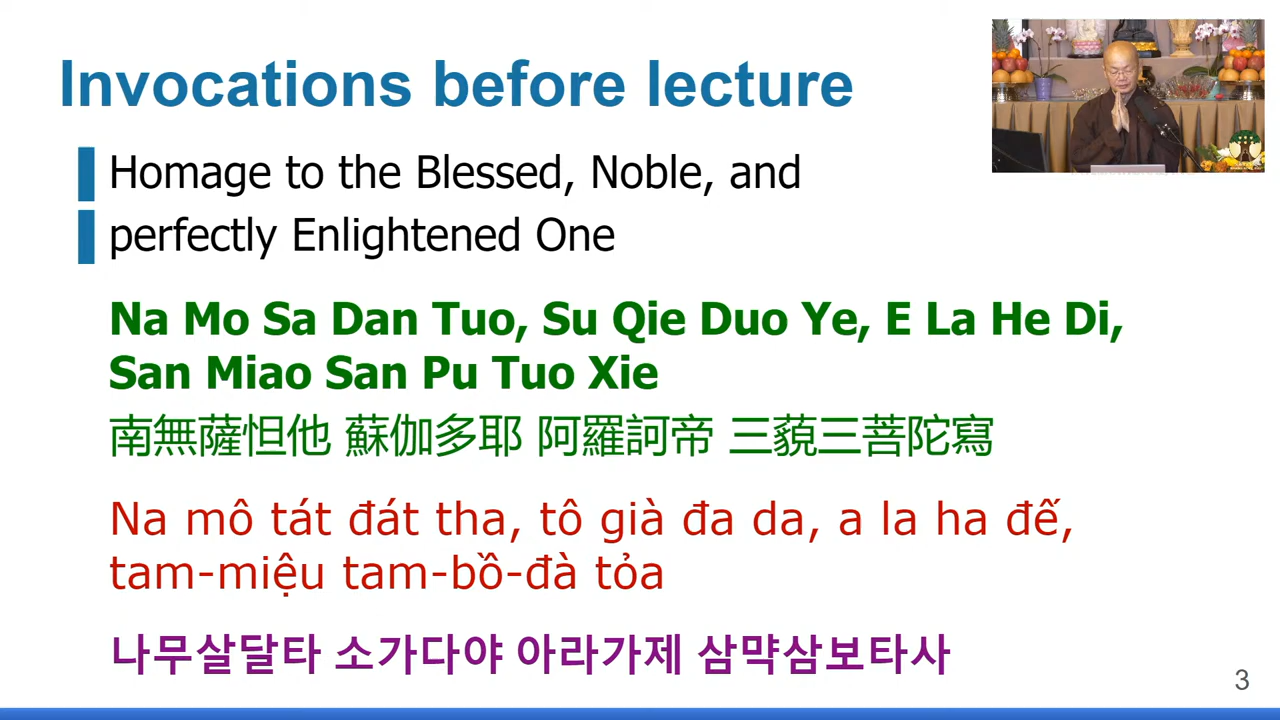 Invocations before lecture
Homage to the Blessed, Noble, and
perfectly Enlightened One
Na Mo Sa Dan Tuo, Su Qie Duo Ye, E La He Di,
San Miao San Pu Tuo Xie
南無薩怛他 蘇伽多耶 阿羅訶帝 三藐三菩陀寫
Na mô tát đát tha, tô già đa da, a la ha đế,
tam-miệu tam-bồ-đà tỏa
나무살달타 소가다야 아라가제 삼먁삼보타사
3